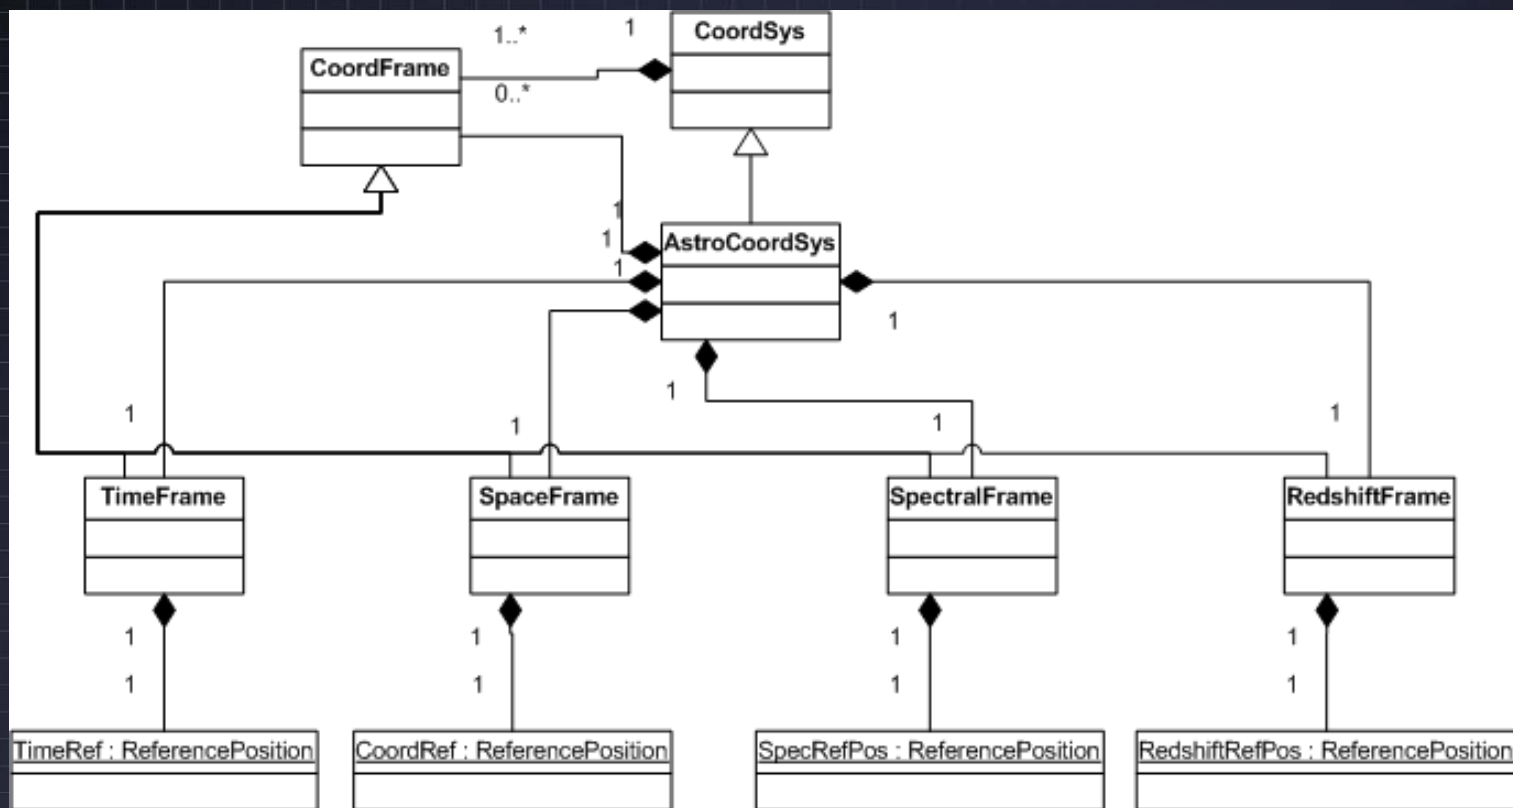 CoordSys
1..*
1
CoordFrame
0..*
1
1
AstroCoordSys
1
1
1
1
1
1
1
TimeFrame
SpaceFrame
SpectralFrame
RedshiftFrame
1
1
1
1
1
1
1
1
TimeRef : ReferencePosition
CoordRef : ReferencePosition
SpecRefPos : ReferencePosition
RedshiftRefPos : ReferencePosition